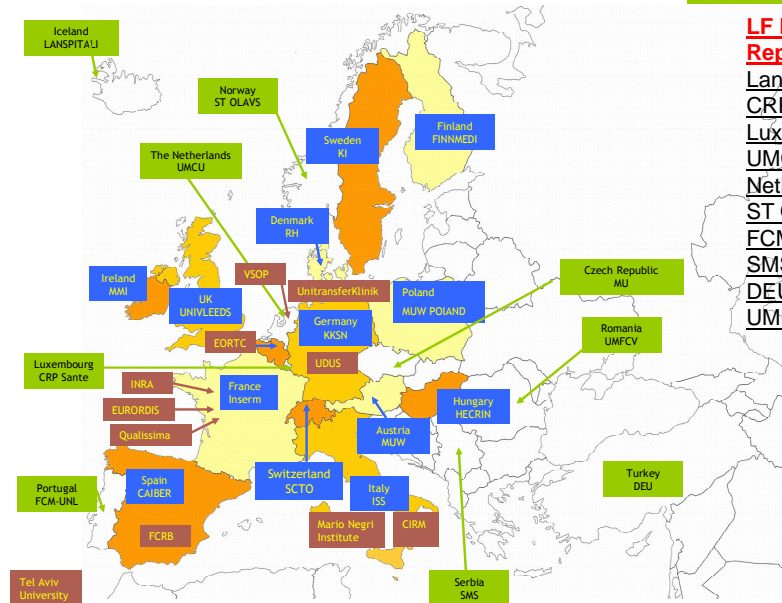 Iceland
LANSPITALI
Norway
ST OLAVS
The Netherlands
UMCU
Sweden
KI
Finland
FINNMEDI
Denmark
RH
Ireland
MMI
UK
UNIVLEEDS
VSOP
UnitransferKlinik
Poland
MUW POLAND
Czech Republic
MU
Germany
KKSN
EORTC
UDUS
Romania
UMFCV
Luxembourg
CRP Sante
INRA
EURORDIS
Qualissima
France
Inserm
Hungary
HECRIN
Austria
MUW
Switzerland
SCTO
Portugal
FCM-UNL
Spain
CAIBER
FCRB
Italy
ISS
Mario Negri
Institute
CIRM
Turkey
DEU
Tel Aviv
University
Serbia
SMS
LF
Rep
Lan
CRI
Lux
UM
Net
ST
FCM
SMS
DEU
UM